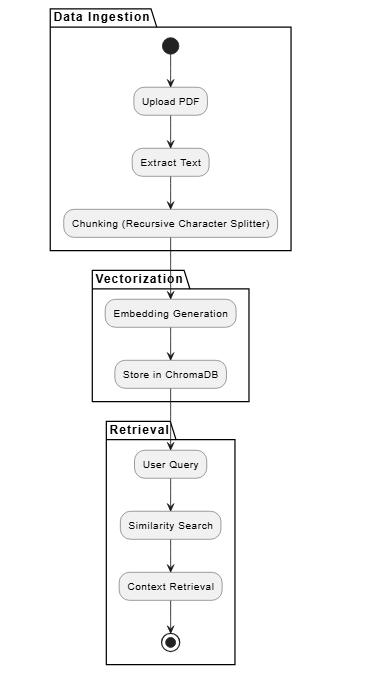 Data Ingestion
Upload PDF
Extract Text
Chunking (Recursive Character Splitter)
Vectorization
Embedding Generation
Store in ChromaDB
Retrieval
User Query
Similarity Search
Context Retrieval